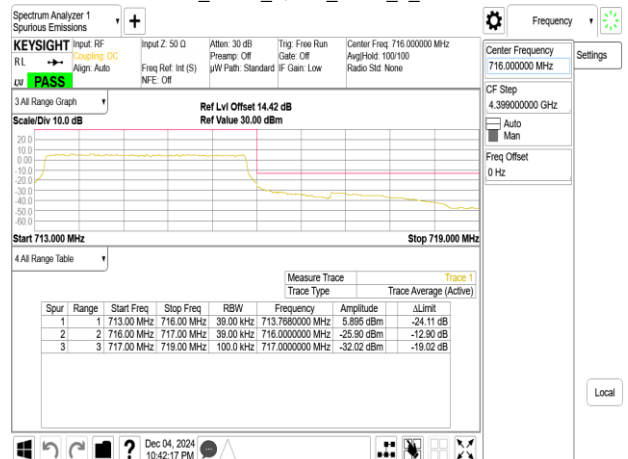 Spectrum Analyzer 1
Spurious Emissions
Frequency
KEYSIGHT
Input: RF
Coupling: DC
Align: Auto
Input Z: 50 Ω
Freq Ref: Int (S)
NFE: Off
Atten: 30 dB
Preamp: Off
µW Path: Standard
Trig: Free Run
Gate: Off
IF Gain: Low
Center Freq: 716.000000 MHz
Avg|Hold: 100/100
Radio Std: None
RL
LXI
PASS
Center Frequency
716.000000 MHz
Settings
CF Step
4.399000000 GHz
Auto
Man
Freq Offset
0 Hz
3 All Range Graph
Scale/Div 10.0 dB
Ref Lvl Offset 14.42 dB
Ref Value 30.00 dBm
20.0
10.0
0.00
-10.0
-20.0
-30.0
-40.0
-50.0
-60.0
Start 713.000 MHz
Stop 719.000 MHz
4 All Range Table
Measure Trace Trace 1
Trace Type Trace Average (Active)
Spur Range Start Freq Stop Freq RBW Frequency Amplitude ΔLimit
1 1 713.00 MHz 716.00 MHz 39.00 kHz 713.7680000 MHz 5.895 dBm -24.11 dB
2 2 716.00 MHz 717.00 MHz 39.00 kHz 716.0000000 MHz -25.90 dBm -12.90 dB
3 3 717.00 MHz 719.00 MHz 100.0 kHz 717.0000000 MHz -32.02 dBm -19.02 dB
Local
Dec 04, 2024
10:42:17 PM